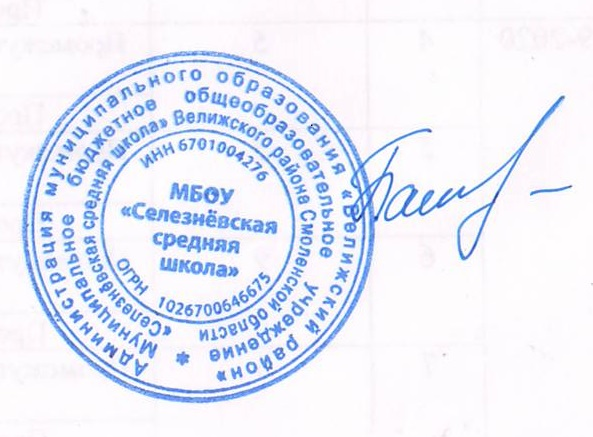 Администрация муниципального образования «Велижский район»
Муниципальное бюджетное общеобразовательное учреждение
«Селезнёвская средняя школа» Велижского района Смоленской области
ИНН 6701004276
МБОУ
«Селезнёвская
средняя
школа»
ОГРН 1026700646675